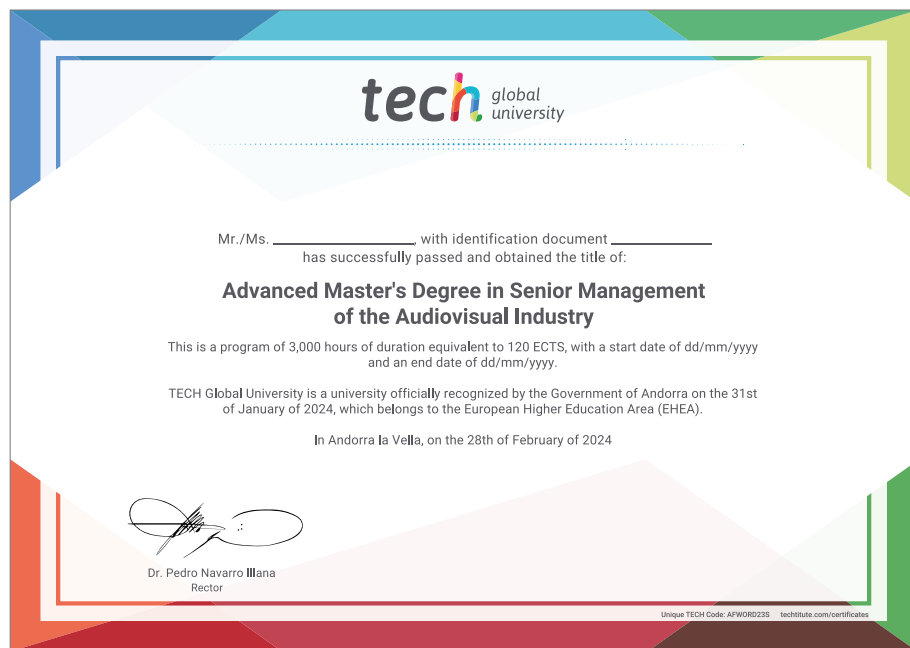 tech global
university
Mr./Ms. ____________, with identification document ____________
has successfully passed and obtained the title of:
Advanced Master's Degree in Senior Management
of the Audiovisual Industry
This is a program of 3,000 hours of duration equivalent to 120 ECTS, with a start date of dd/mm/yyyy
and an end date of dd/mm/yyyy.
TECH Global University is a university officially recognized by the Government of Andorra on the 31st
of January of 2024, which belongs to the European Higher Education Area (EHEA).
In Andorra la Vella, on the 28th of February of 2024
Dr. Pedro Navarro Illana
Rector
Unique TECH Code: AFWORD23S techtitute.com/certificates